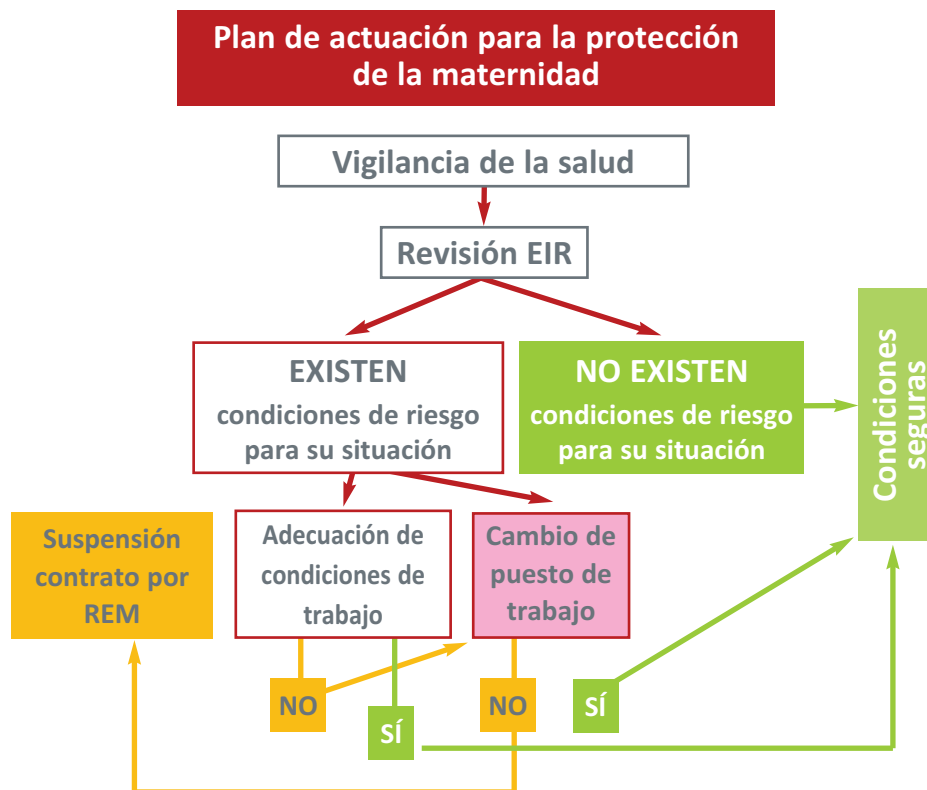 Plan de actuación para la protección
de la maternidad
Vigilancia de la salud
Revisión EIR
EXISTEN
condiciones de riesgo
para su situación
NO EXISTEN
condiciones de riesgo
para su situación
Condiciones
seguras
Suspensión
contrato por
REM
Adecuación de
condiciones de
trabajo
Cambio de
puesto de
trabajo
NO
SÍ
NO
SÍ